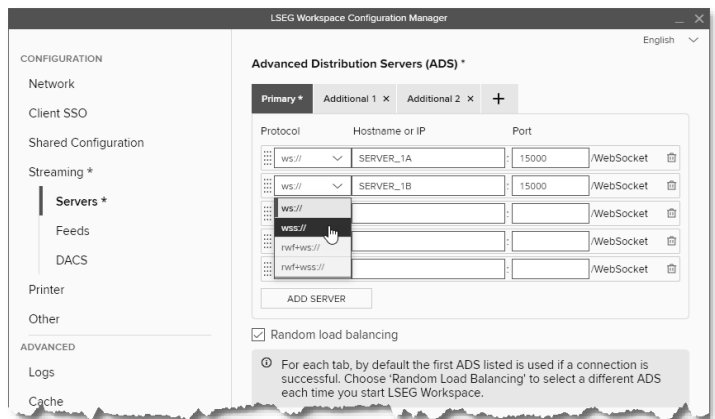 LSEG Workspace Configuration Manager
English
CONFIGURATION
Network
Client SSO
Shared Configuration
Streaming *
Servers *
Feeds
DACS
Printer
Other
ADVANCED
Logs
Cache
Advanced Distribution Servers (ADS) *
Primary * Additional 1 × Additional 2 × +
Protocol Hostname or IP Port
ws:// SERVER_1A : 15000 /WebSocket
ws:// SERVER_1B : 15000 /WebSocket
ws://
wss://
rwf+ws://
rwf+wss://
: /WebSocket
: /WebSocket
: /WebSocket
ADD SERVER
Random load balancing
For each tab, by default the first ADS listed is used if a connection is
successful. Choose 'Random Load Balancing' to select a different ADS
each time you start LSEG Workspace.